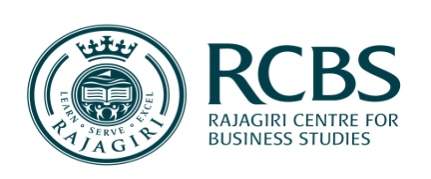 LEARN · SERVE · EXCEL
RAJAGIRI
RCBS
RAJAGIRI CENTRE FOR
BUSINESS STUDIES